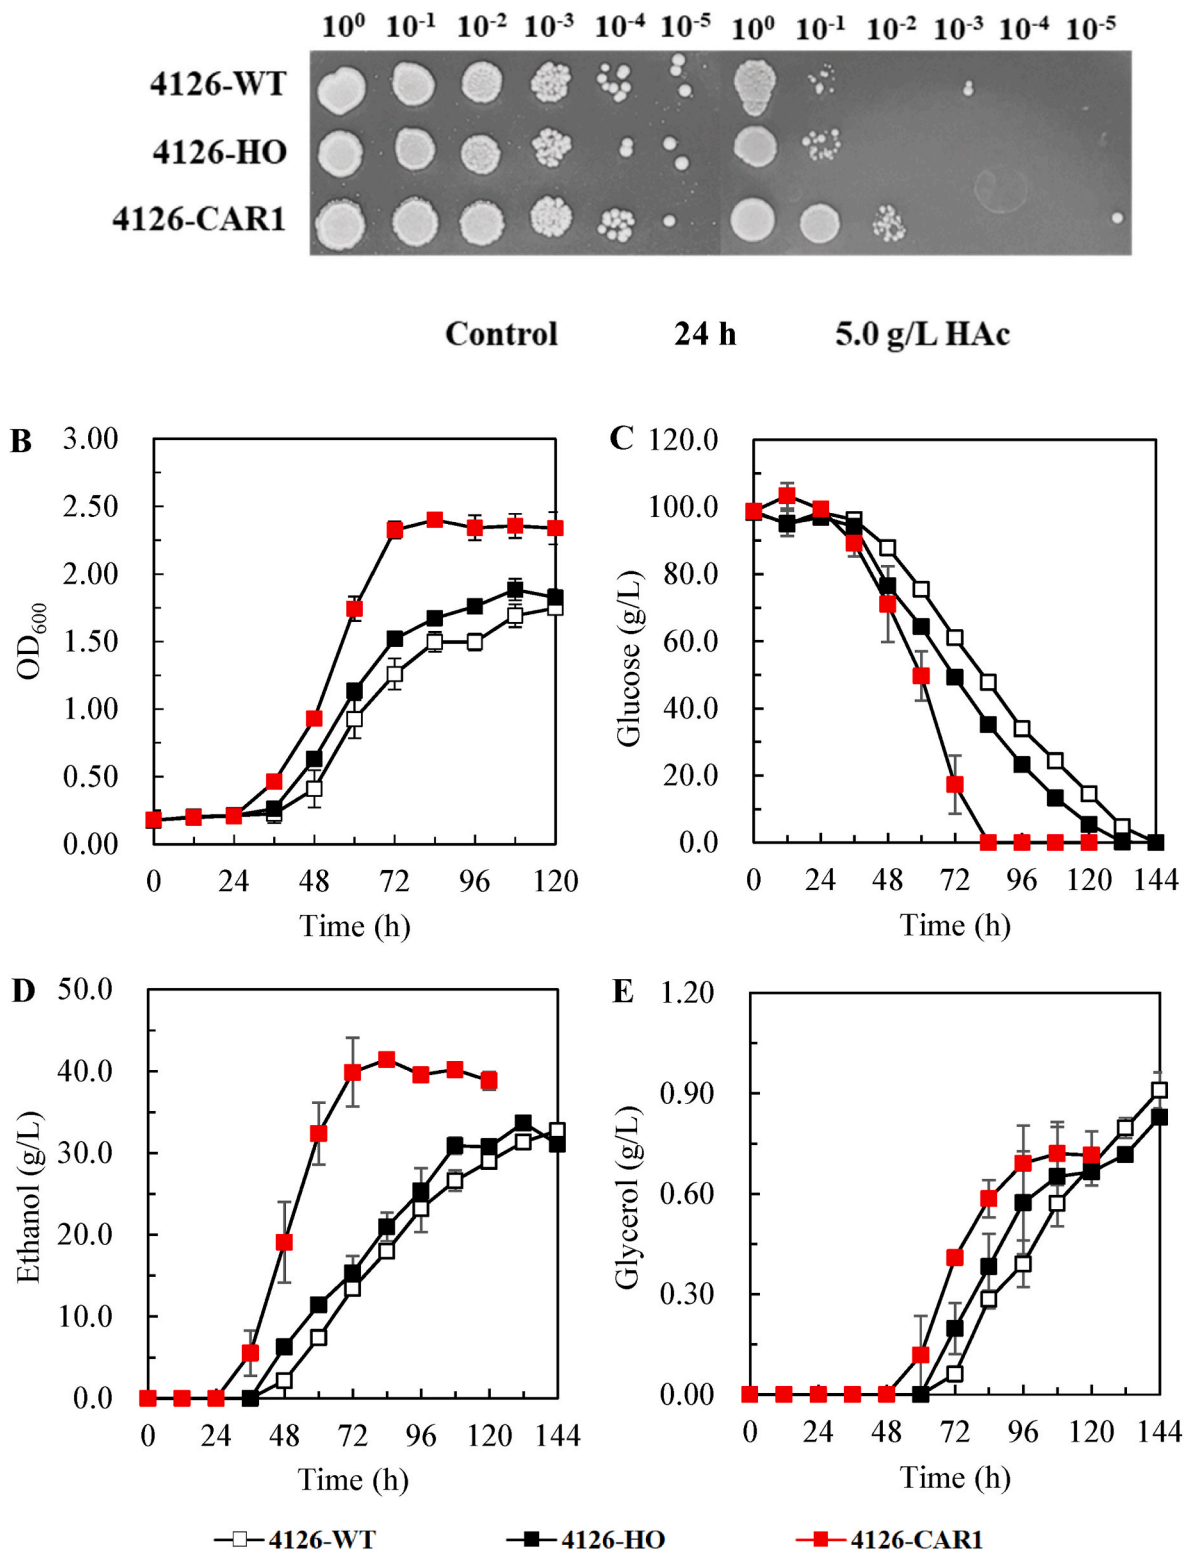 10⁰ 10⁻¹ 10⁻² 10⁻³ 10⁻⁴ 10⁻⁵ 10⁰ 10⁻¹ 10⁻² 10⁻³ 10⁻⁴ 10⁻⁵
4126-WT
4126-HO
4126-CAR1
Control 24 h 5.0 g/L HAc
B
3.00
2.50
2.00
1.50
1.00
0.50
0.00
OD₆₀₀
0 24 48 72 96 120
Time (h)
C
120.0
100.0
80.0
60.0
40.0
20.0
0.0
Glucose (g/L)
0 24 48 72 96 120 144
Time (h)
D
50.0
40.0
30.0
20.0
10.0
0.0
Ethanol (g/L)
0 24 48 72 96 120 144
Time (h)
E
1.20
0.90
0.60
0.30
0.00
Glycerol (g/L)
0 24 48 72 96 120 144
Time (h)
4126-WT 4126-HO 4126-CAR1